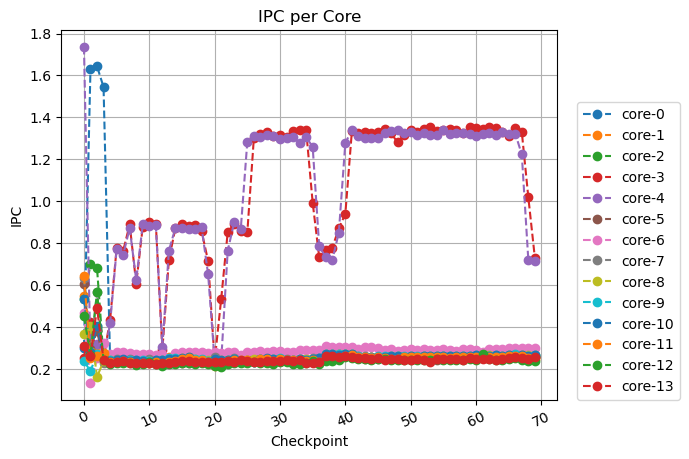 IPC per Core
1.8
1.6
1.4
1.2
1.0
0.8
0.6
0.4
0.2
IPC
0
10
20
30
40
50
60
70
Checkpoint
core-0
core-1
core-2
core-3
core-4
core-5
core-6
core-7
core-8
core-9
core-10
core-11
core-12
core-13